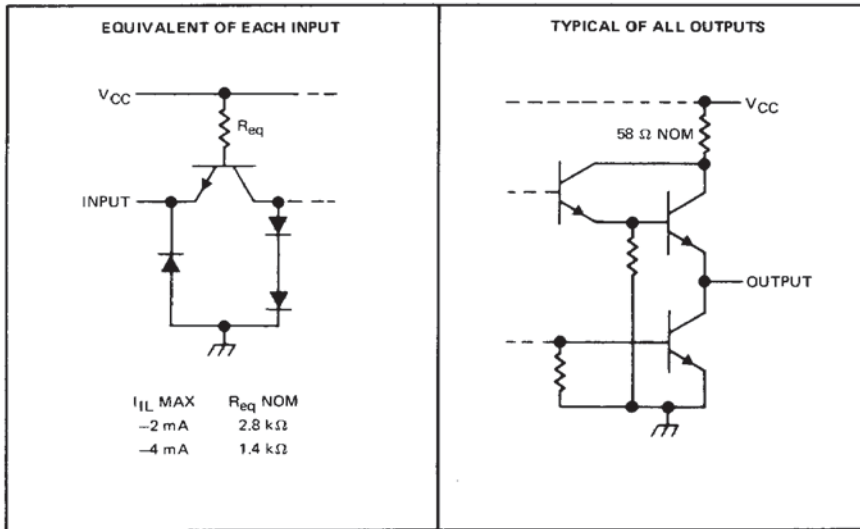 EQUIVALENT OF EACH INPUT
VCC
Req
INPUT
IIL MAX Req NOM
−2 mA 2.8 kΩ
−4 mA 1.4 kΩ
TYPICAL OF ALL OUTPUTS
VCC
58 Ω NOM
OUTPUT